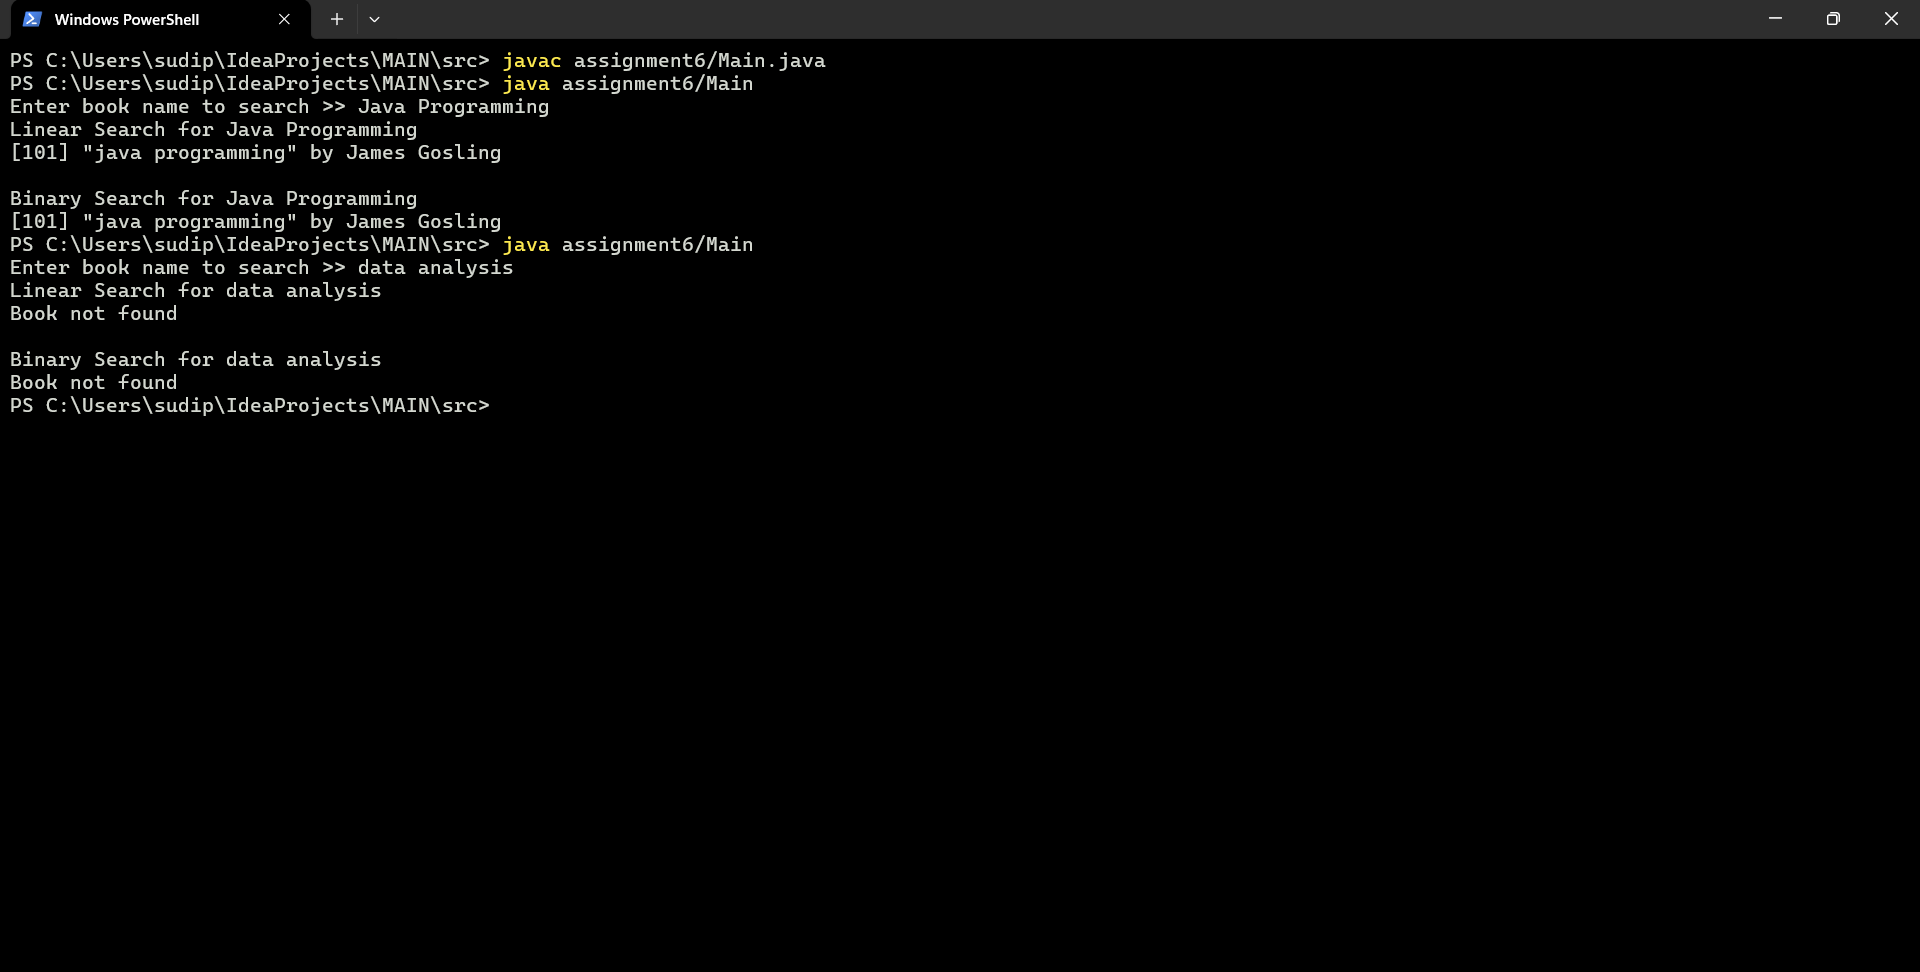 Windows PowerShell
PS C:\Users\sudip\IdeaProjects\MAIN\src> javac assignment6/Main.java
PS C:\Users\sudip\IdeaProjects\MAIN\src> java assignment6/Main
Enter book name to search >> Java Programming
Linear Search for Java Programming
[101] "java programming" by James Gosling

Binary Search for Java Programming
[101] "java programming" by James Gosling
PS C:\Users\sudip\IdeaProjects\MAIN\src> java assignment6/Main
Enter book name to search >> data analysis
Linear Search for data analysis
Book not found

Binary Search for data analysis
Book not found
PS C:\Users\sudip\IdeaProjects\MAIN\src>